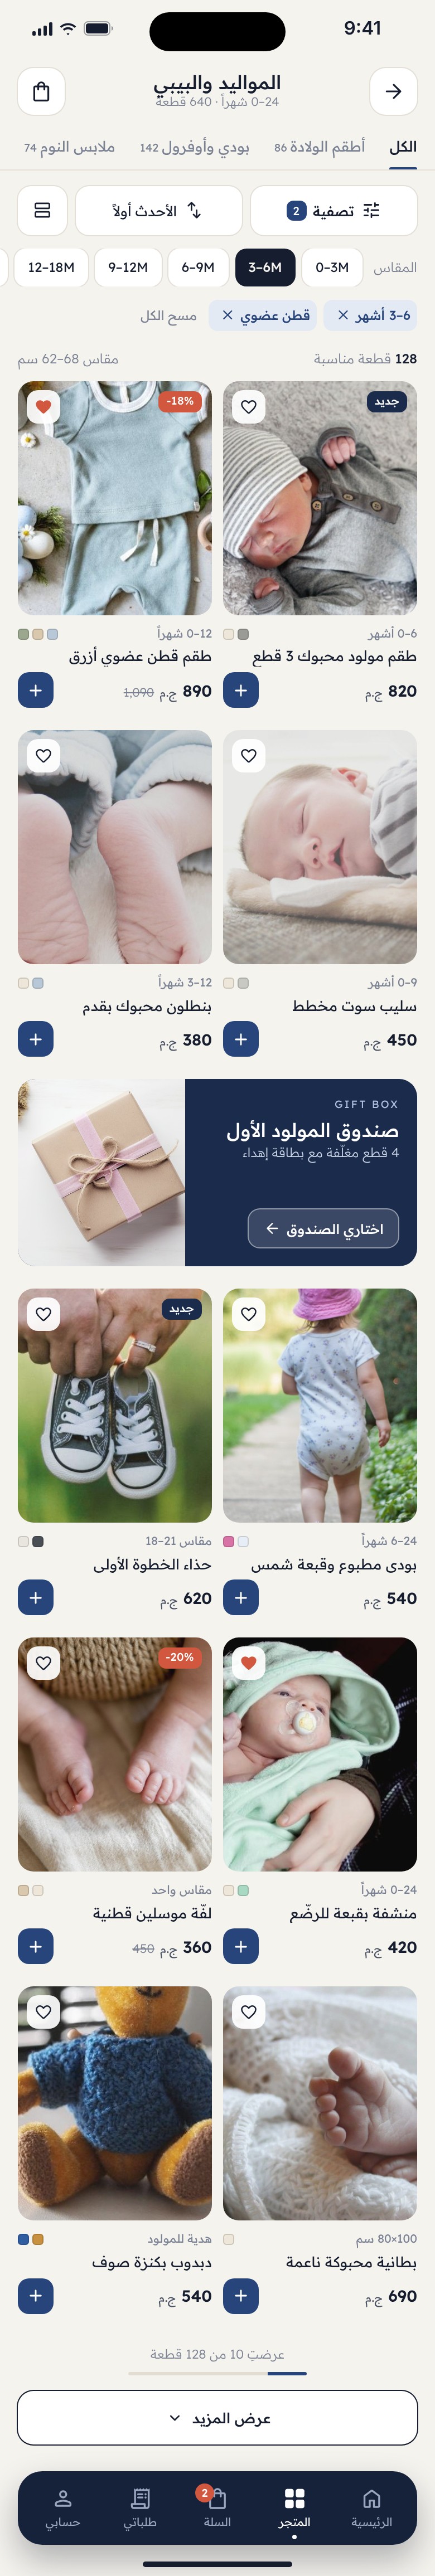 9:41
المواليد والبيبي
0–24 شهراً · 640 قطعة
الكل
أطقم الولادة 86
بودي وأوفرول 142
ملابس النوم 74
تصفية 2
الأحدث أولاً
المقاس
0–3M
3–6M
6–9M
9–12M
12–18M
3–6 أشهر
قطن عضوي
مسح الكل
128 قطعة مناسبة
مقاس 68–62 سم
جديد
0–6 أشهر
طقم مولود محبوك 3 قطع
820 ج.م
-18%
0–12 شهراً
طقم قطن عضوي أزرق
890 ج.م 1,090
0–9 أشهر
سليب سوت مخطط
450 ج.م
3–12 شهراً
بنطلون محبوك بقدم
380 ج.م
GIFT BOX
صندوق المولود الأول
4 قطع مغلّفة مع بطاقة إهداء
اختاري الصندوق
6–24 شهراً
بودي مطبوع وقبعة شمس
540 ج.م
جديد
مقاس 21–18
حذاء الخطوة الأولى
620 ج.م
0–24 شهراً
منشفة بقبعة للرضّع
420 ج.م
-20%
مقاس واحد
لفّة موسلين قطنية
360 ج.م 450
80×100 سم
بطانية محبوكة ناعمة
690 ج.م
هدية للمولود
دبدوب بكنزة صوف
540 ج.م
عرضتِ 10 من 128 قطعة
عرض المزيد
الرئيسية
المتجر
2
السلة
طلباتي
حسابي